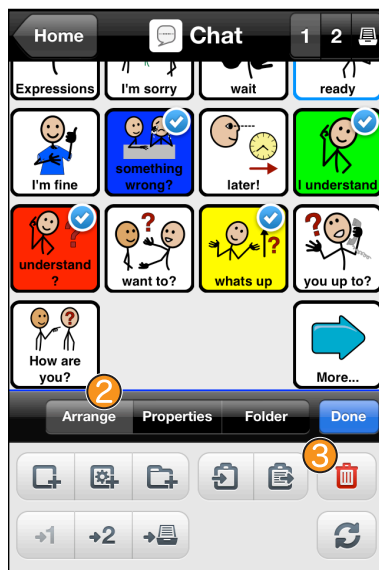 Home
Chat
1
2
Expressions
I'm sorry
wait
ready
I'm fine
something
wrong?
later!
I understand
understand
?
want to?
whats up
you up to?
How are
you?
More...
2
Arrange
Properties
Folder
Done
3
→1
→2